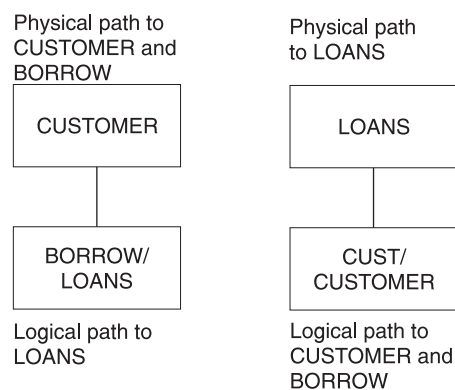 Physical path to
CUSTOMER and
BORROW
CUSTOMER
BORROW/
LOANS
Logical path to
LOANS
Physical path
to LOANS
LOANS
CUST/
CUSTOMER
Logical path to
CUSTOMER and
BORROW